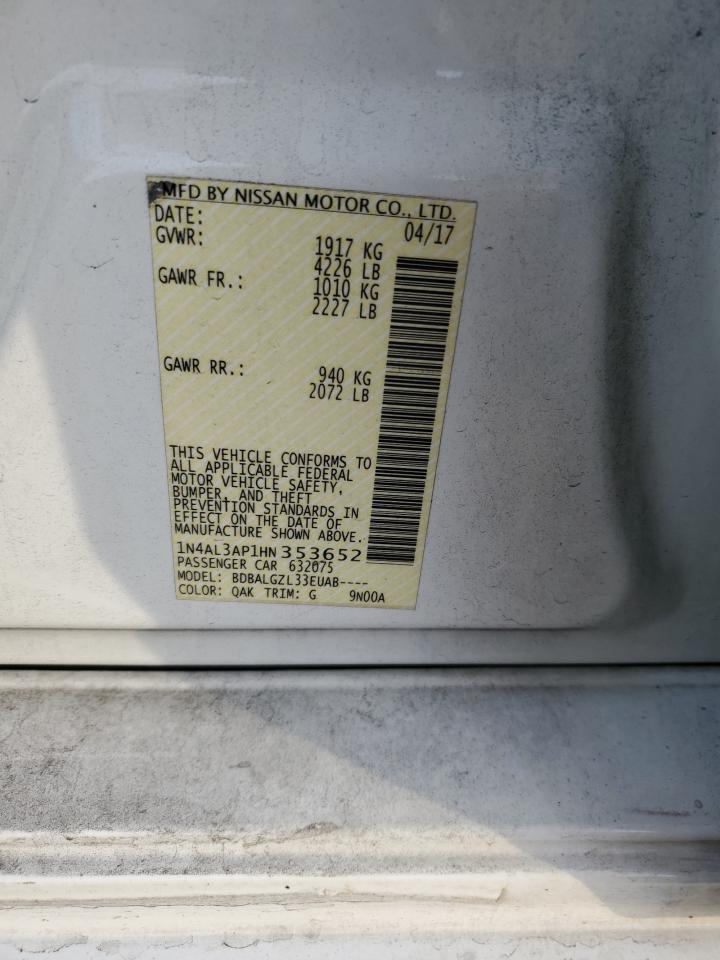 MFD BY NISSAN MOTOR CO., LTD.
DATE: 04/17
GVWR: 1917 KG
4226 LB
GAWR FR.: 1010 KG
2227 LB
GAWR RR.: 940 KG
2072 LB
THIS VEHICLE CONFORMS TO
ALL APPLICABLE FEDERAL
MOTOR VEHICLE SAFETY,
BUMPER, AND THEFT
PREVENTION STANDARDS IN
EFFECT ON THE DATE OF
MANUFACTURE SHOWN ABOVE.
1N4AL3AP1HN 353652
PASSENGER CAR 632075
MODEL: BDBALGZL33EUAB----
COLOR: QAK TRIM: G 9N00A